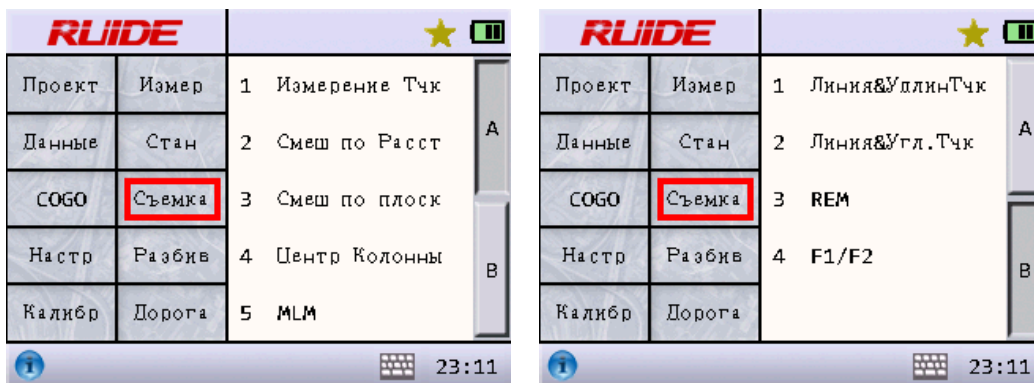 RUIDE
Проект Измер
Данные Стан
COGO Съемка
Настр Разбив
Калибр Дорога
1 Измерение Тчк
2 Смещ по Расст
3 Смещ по плоск
4 Центр Колонны
5 MLM
A
B
23:11
RUIDE
Проект Измер
Данные Стан
COGO Съемка
Настр Разбив
Калибр Дорога
1 Линия&УдлинТчк
2 Линия&Угл.Тчк
3 REM
4 F1/F2
A
B
23:11